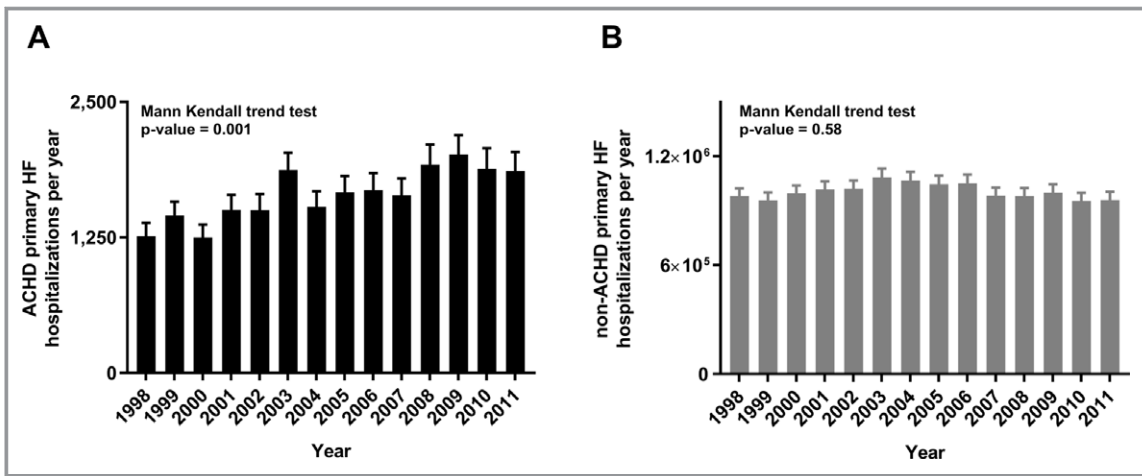 A
Mann Kendall trend test
p-value = 0.001
ACHD primary HF
hospitalizations per year
2,500
1,250
0
1998
1999
2000
2001
2002
2003
2004
2005
2006
2007
2008
2009
2010
2011
Year
B
Mann Kendall trend test
p-value = 0.58
non-ACHD primary HF
hospitalizations per year
1.2×10⁶
6×10⁵
0
1998
1999
2000
2001
2002
2003
2004
2005
2006
2007
2008
2009
2010
2011
Year